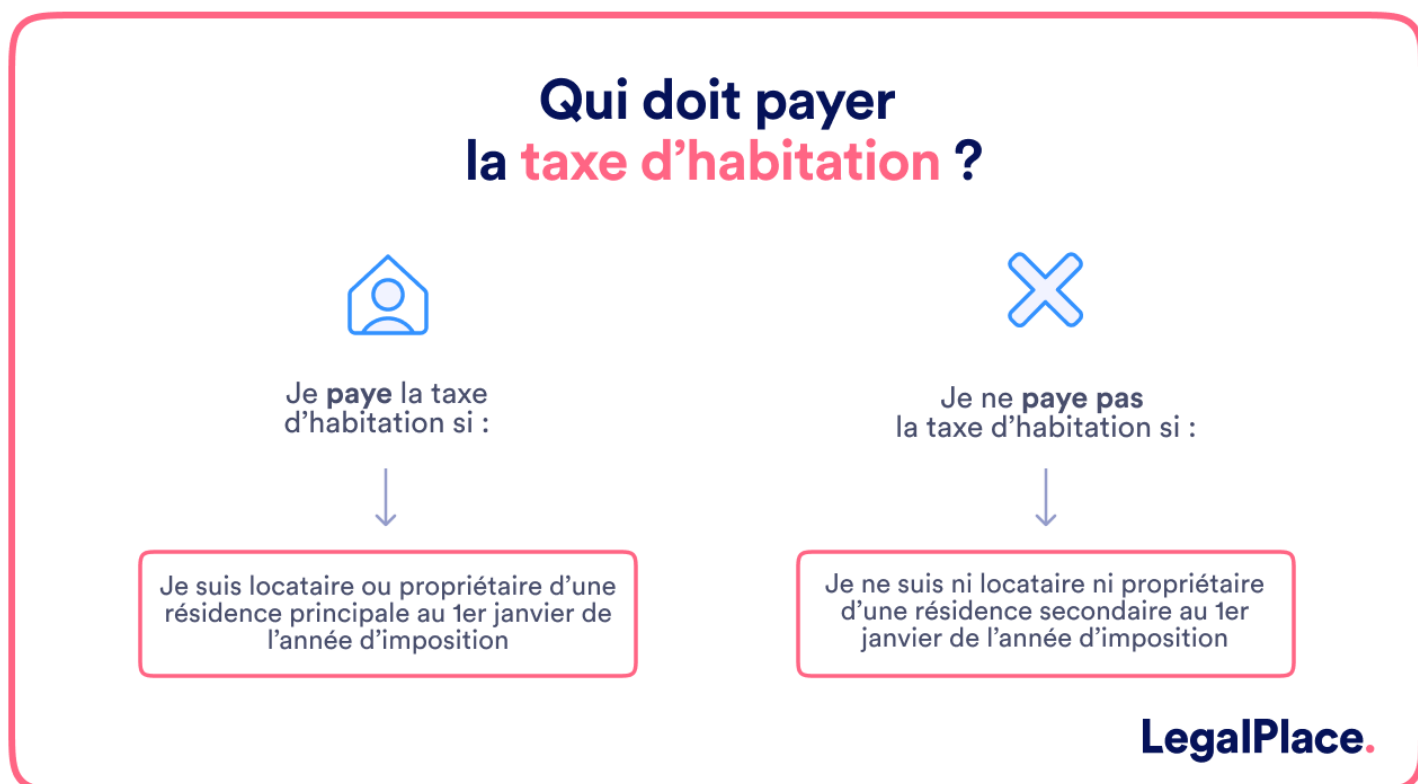 Qui doit payer
la taxe d'habitation ?
Je paye la taxe
d'habitation si :
Je suis locataire ou propriétaire d'une
résidence principale au 1er janvier de
l'année d'imposition
Je ne paye pas
la taxe d'habitation si :
Je ne suis ni locataire ni propriétaire
d'une résidence secondaire au 1er
janvier de l'année d'imposition
LegalPlace.